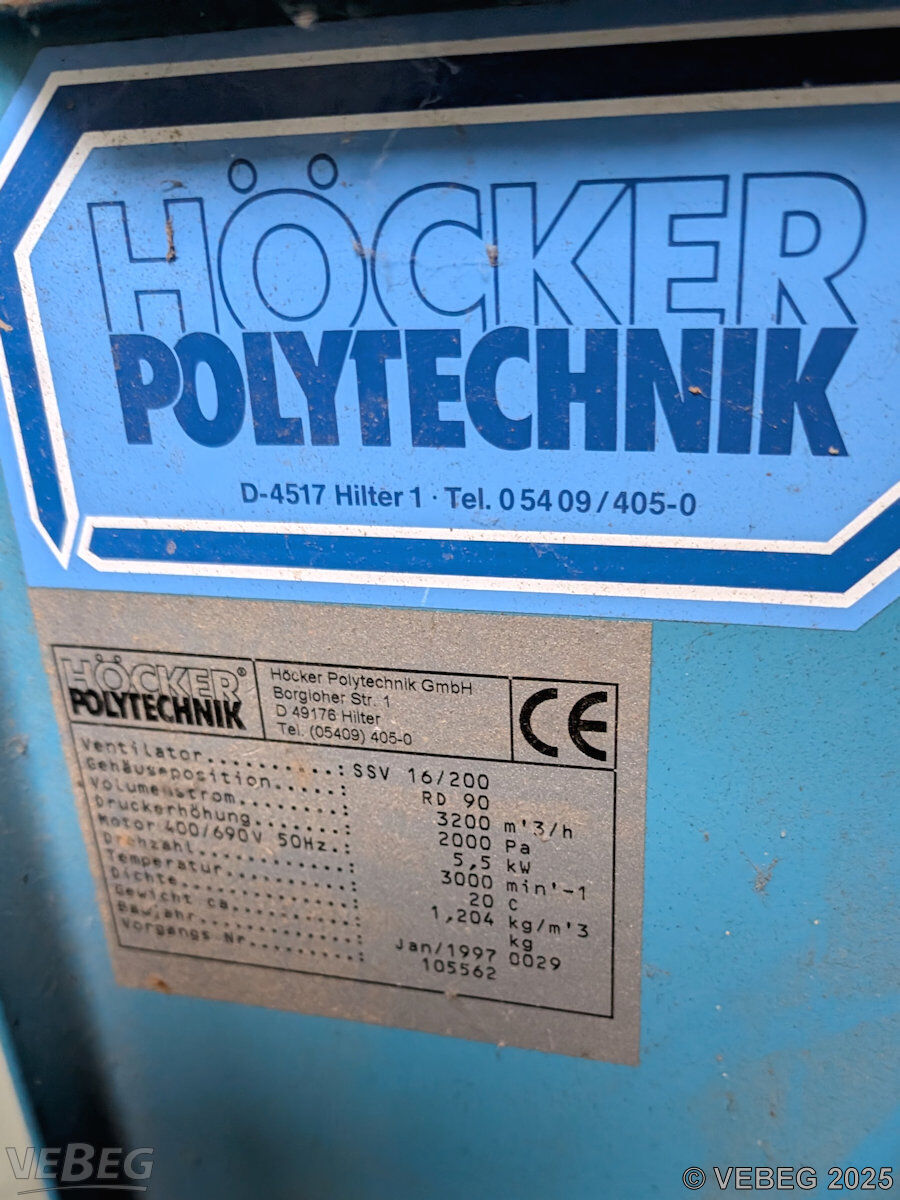 HÖCKER
POLYTECHNIK
D-4517 Hilter 1 · Tel. 0 54 09 / 405-0
HÖCKER®
POLYTECHNIK
Höcker Polytechnik GmbH
Borgloher Str. 1
D 49176 Hilter
Tel. (05409) 405-0
CE
Ventilator..........: SSV 16/200
Gehäuseposition.....: RD 90
Volumenstrom........: 3200 m'3/h
Druckerhöhung.......: 2000 Pa
Motor 400/690V 50Hz.: 5,5 kW
Drehzahl............: 3000 min'-1
Temperatur..........: 20 C
Dichte..............: 1,204 kg/m'3
Gewicht ca..........: kg
Baujahr.............: Jan/1997 0029
Vorgangs Nr.........: 105562
VEBEG
© VEBEG 2025